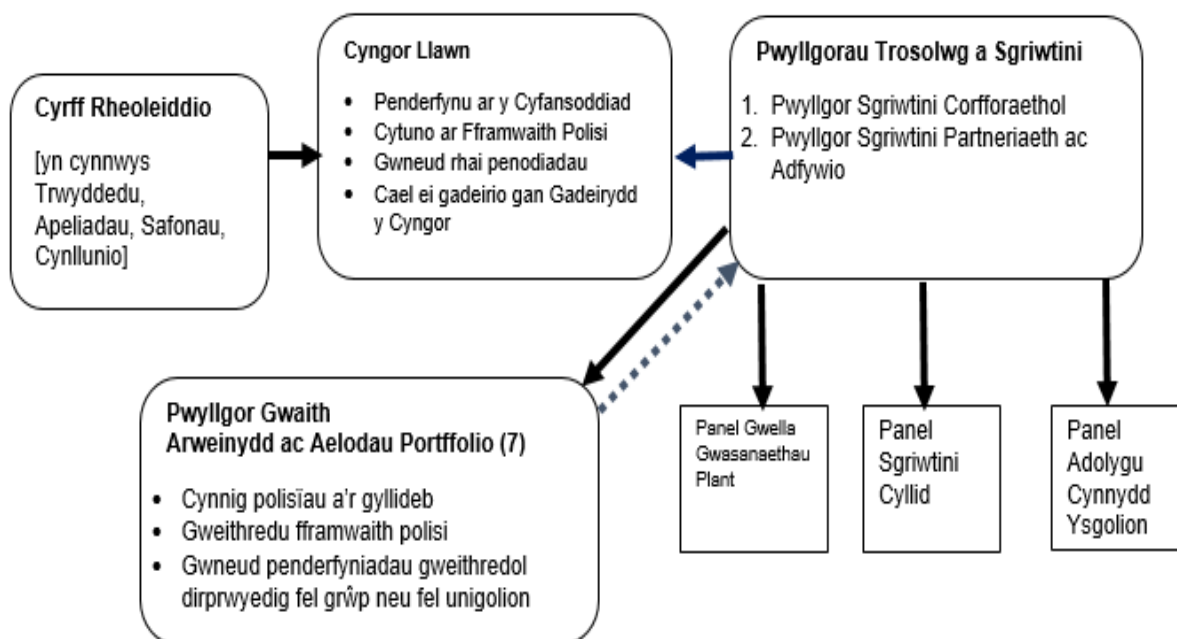 Cyrff Rheoleiddio
[yn cynnwys
Trwyddedu,
Apeliadau, Safonau,
Cynllunio]
Cyngor Llawn
• Penderfynu ar y Cyfansoddiad
• Cytuno ar Fframwaith Polisi
• Gwneud rhai penodiadau
• Cael ei gadeirio gan Gadeirydd
y Cyngor
Pwyllgorau Trosolwg a Sgriwtini
1. Pwyllgor Sgriwtini Corfforaethol
2. Pwyllgor Sgriwtini Partneriaeth ac
Adfywio
Pwyllgor Gwaith
Arweinydd ac Aelodau Portffolio (7)
• Cynnig polisïau a'r gyllideb
• Gweithredu fframwaith polisi
• Gwneud penderfyniadau gweithredol
dirprwyedig fel grŵp neu fel unigolion
Panel Gwella
Gwasanaethau
Plant
Panel
Sgriwtini
Cyllid
Panel
Adolygu
Cynnydd
Ysgolion